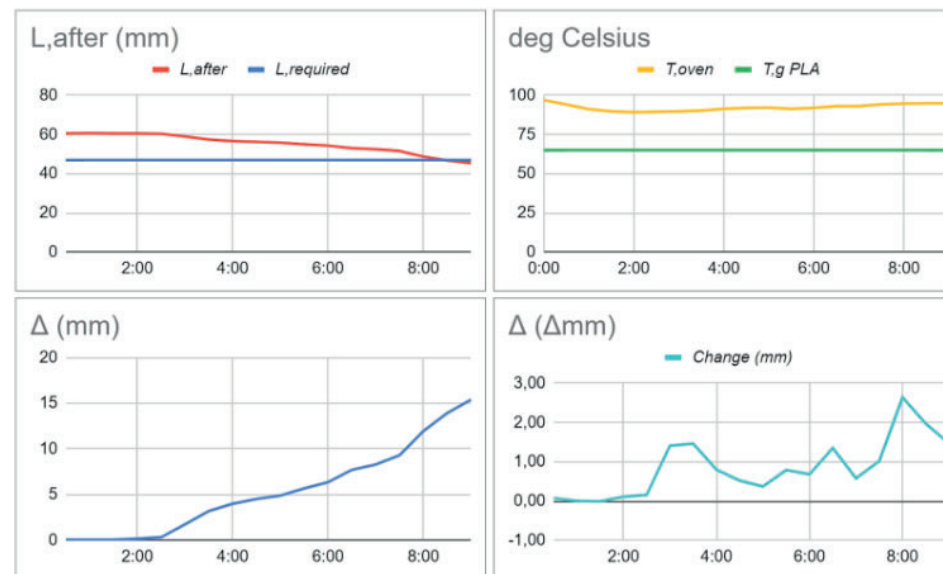 L,after (mm)
L,after L,required
80
60
40
20
0
2:00 4:00 6:00 8:00
deg Celsius
T,oven T,g PLA
100
75
50
25
0
0:00 2:00 4:00 6:00 8:00
Δ (mm)
20
15
10
5
0
2:00 4:00 6:00 8:00
Δ (Δmm)
Change (mm)
3,00
2,00
1,00
0,00
-1,00
2:00 4:00 6:00 8:00